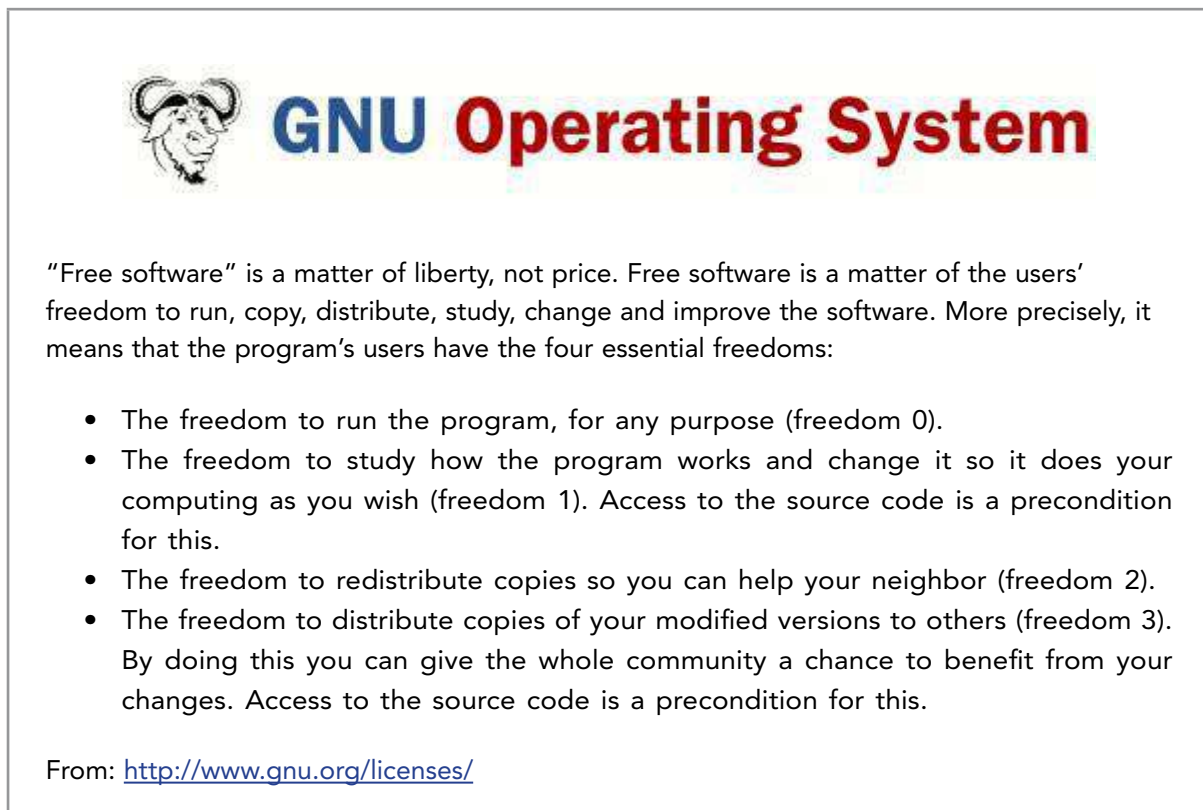 GNU Operating System
“Free software” is a matter of liberty, not price. Free software is a matter of the users’
freedom to run, copy, distribute, study, change and improve the software. More precisely, it
means that the program’s users have the four essential freedoms:
• The freedom to run the program, for any purpose (freedom 0).
• The freedom to study how the program works and change it so it does your
computing as you wish (freedom 1). Access to the source code is a precondition
for this.
• The freedom to redistribute copies so you can help your neighbor (freedom 2).
• The freedom to distribute copies of your modified versions to others (freedom 3).
By doing this you can give the whole community a chance to benefit from your
changes. Access to the source code is a precondition for this.
From: http://www.gnu.org/licenses/